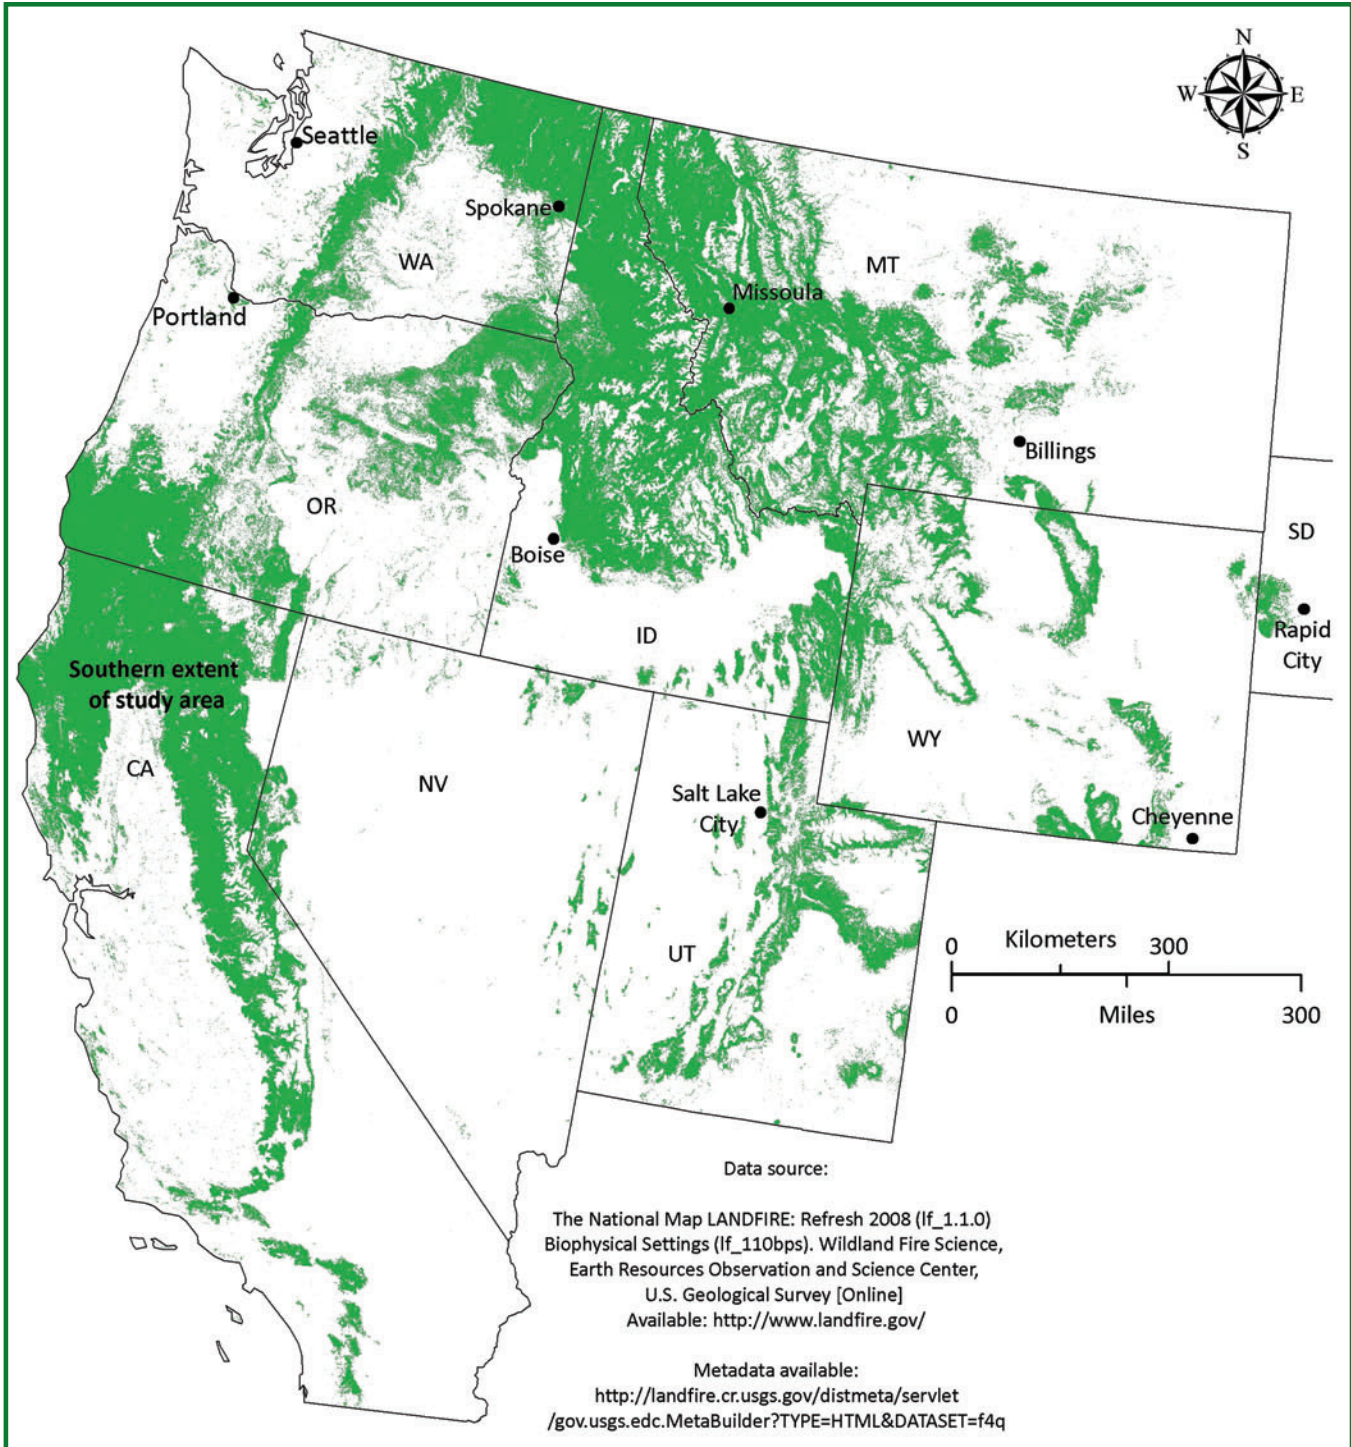 N
W E
S
Seattle
Spokane
WA
MT
Missoula
Portland
Billings
OR
SD
Boise
Rapid
City
ID
Southern extent
of study area
WY
CA
NV
Salt Lake
City
Cheyenne
UT
0 Kilometers 300
0 Miles 300
Data source:
The National Map LANDFIRE: Refresh 2008 (lf_1.1.0)
Biophysical Settings (lf_110bps). Wildland Fire Science,
Earth Resources Observation and Science Center,
U.S. Geological Survey [Online]
Available: http://www.landfire.gov/
Metadata available:
http://landfire.cr.usgs.gov/distmeta/servlet
/gov.usgs.edc.MetaBuilder?TYPE=HTML&DATASET=f4q